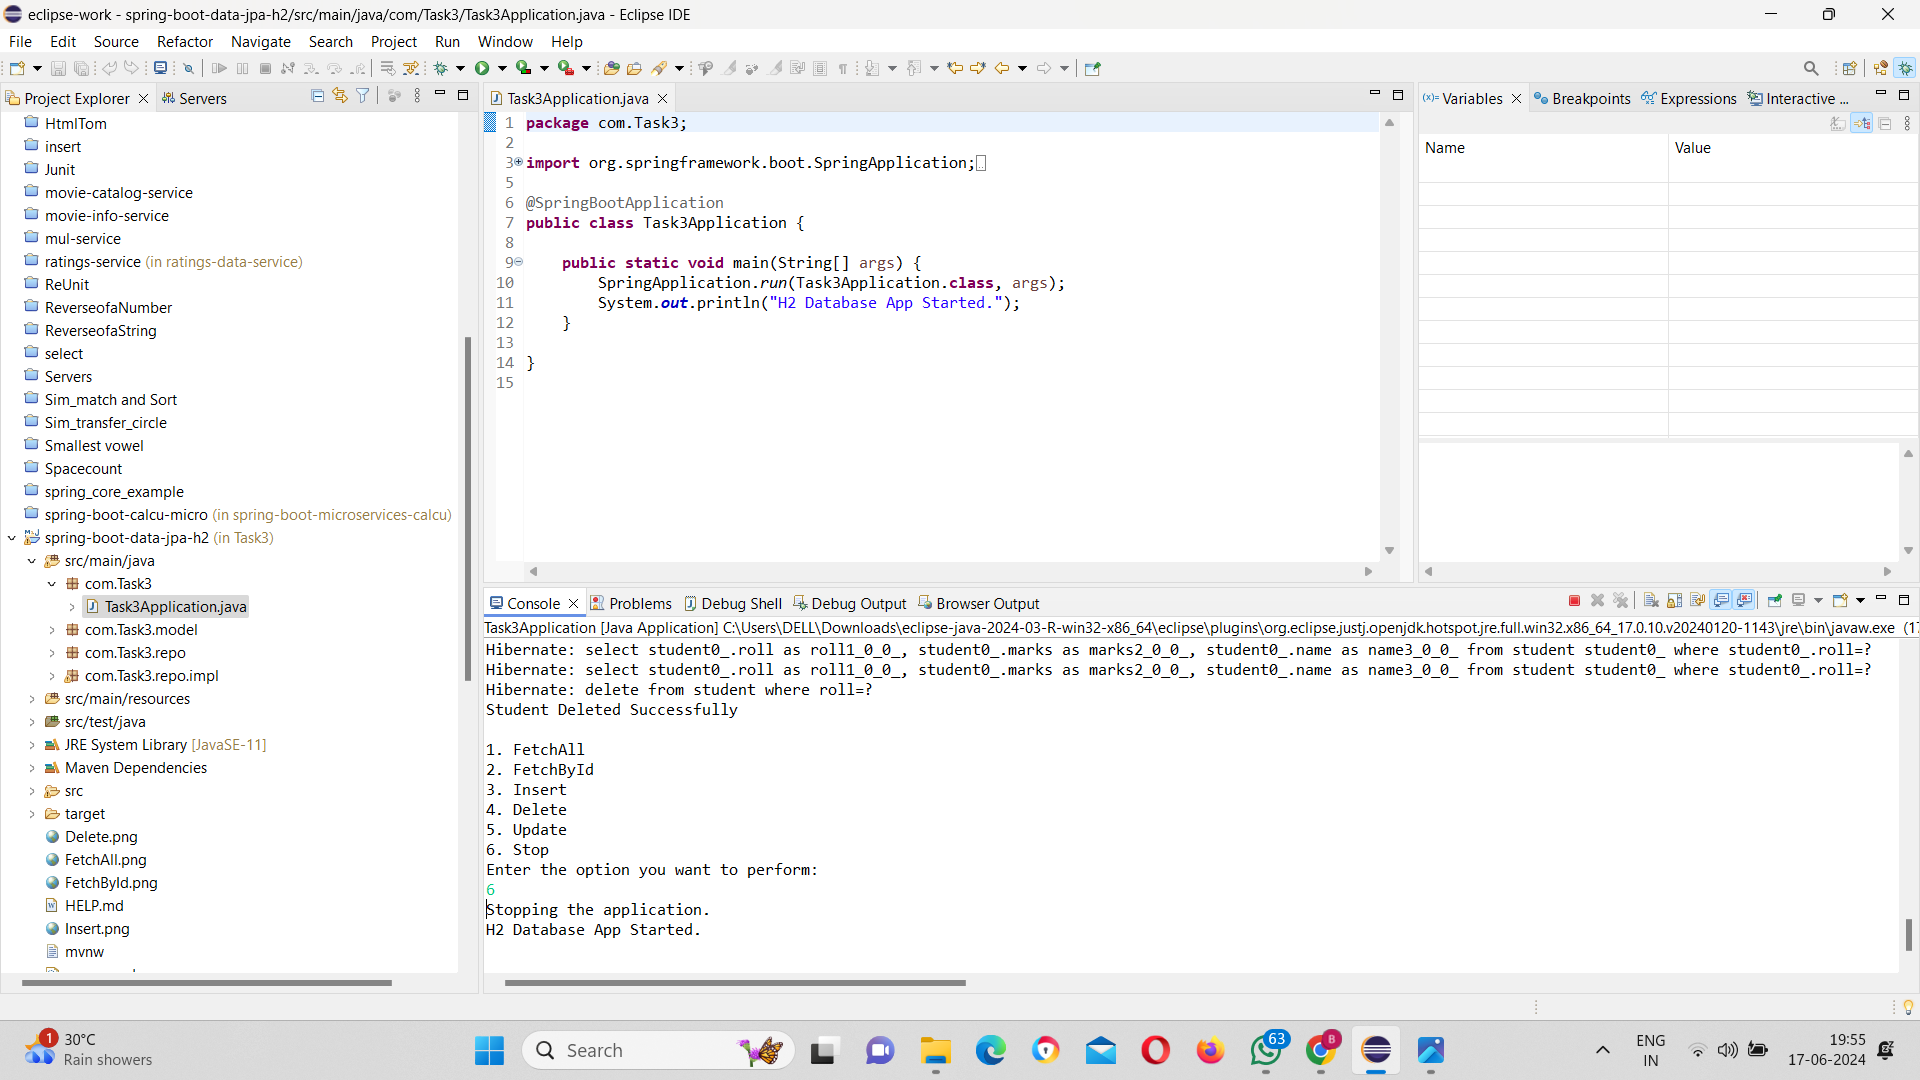 eclipse-work - spring-boot-data-jpa-h2/src/main/java/com/Task3/Task3Application.java - Eclipse IDE
File Edit Source Refactor Navigate Search Project Run Window Help
Project Explorer Servers
HtmlTom
insert
Junit
movie-catalog-service
movie-info-service
mul-service
ratings-service (in ratings-data-service)
ReUnit
ReverseofaNumber
ReverseofaString
select
Servers
Sim_match and Sort
Sim_transfer_circle
Smallest vowel
Spacecount
spring_core_example
spring-boot-calcu-micro (in spring-boot-microservices-calcu)
spring-boot-data-jpa-h2 (in Task3)
src/main/java
com.Task3
Task3Application.java
com.Task3.model
com.Task3.repo
com.Task3.repo.impl
src/main/resources
src/test/java
JRE System Library [JavaSE-11]
Maven Dependencies
src
target
Delete.png
FetchAll.png
FetchById.png
HELP.md
Insert.png
mvnw
Task3Application.java
1 package com.Task3;
2
3 import org.springframework.boot.SpringApplication;
5
6 @SpringBootApplication
7 public class Task3Application {
8
9 public static void main(String[] args) {
10 SpringApplication.run(Task3Application.class, args);
11 System.out.println("H2 Database App Started.");
12 }
13
14 }
15
(x)= Variables Breakpoints Expressions Interactive ...
Name Value
Console Problems Debug Shell Debug Output Browser Output
Task3Application [Java Application] C:\Users\DELL\Downloads\eclipse-java-2024-03-R-win32-x86_64\eclipse\plugins\org.eclipse.justj.openjdk.hotspot.jre.full.win32.x86_64_17.0.10.v20240120-1143\jre\bin\javaw.exe (17
Hibernate: select student0_.roll as roll1_0_0_, student0_.marks as marks2_0_0_, student0_.name as name3_0_0_ from student student0_ where student0_.roll=?
Hibernate: select student0_.roll as roll1_0_0_, student0_.marks as marks2_0_0_, student0_.name as name3_0_0_ from student student0_ where student0_.roll=?
Hibernate: delete from student where roll=?
Student Deleted Successfully
1. FetchAll
2. FetchById
3. Insert
4. Delete
5. Update
6. Stop
Enter the option you want to perform:
6
Stopping the application.
H2 Database App Started.
1
30°C
Rain showers
Search
63
B
ENG
IN
19:55
17-06-2024